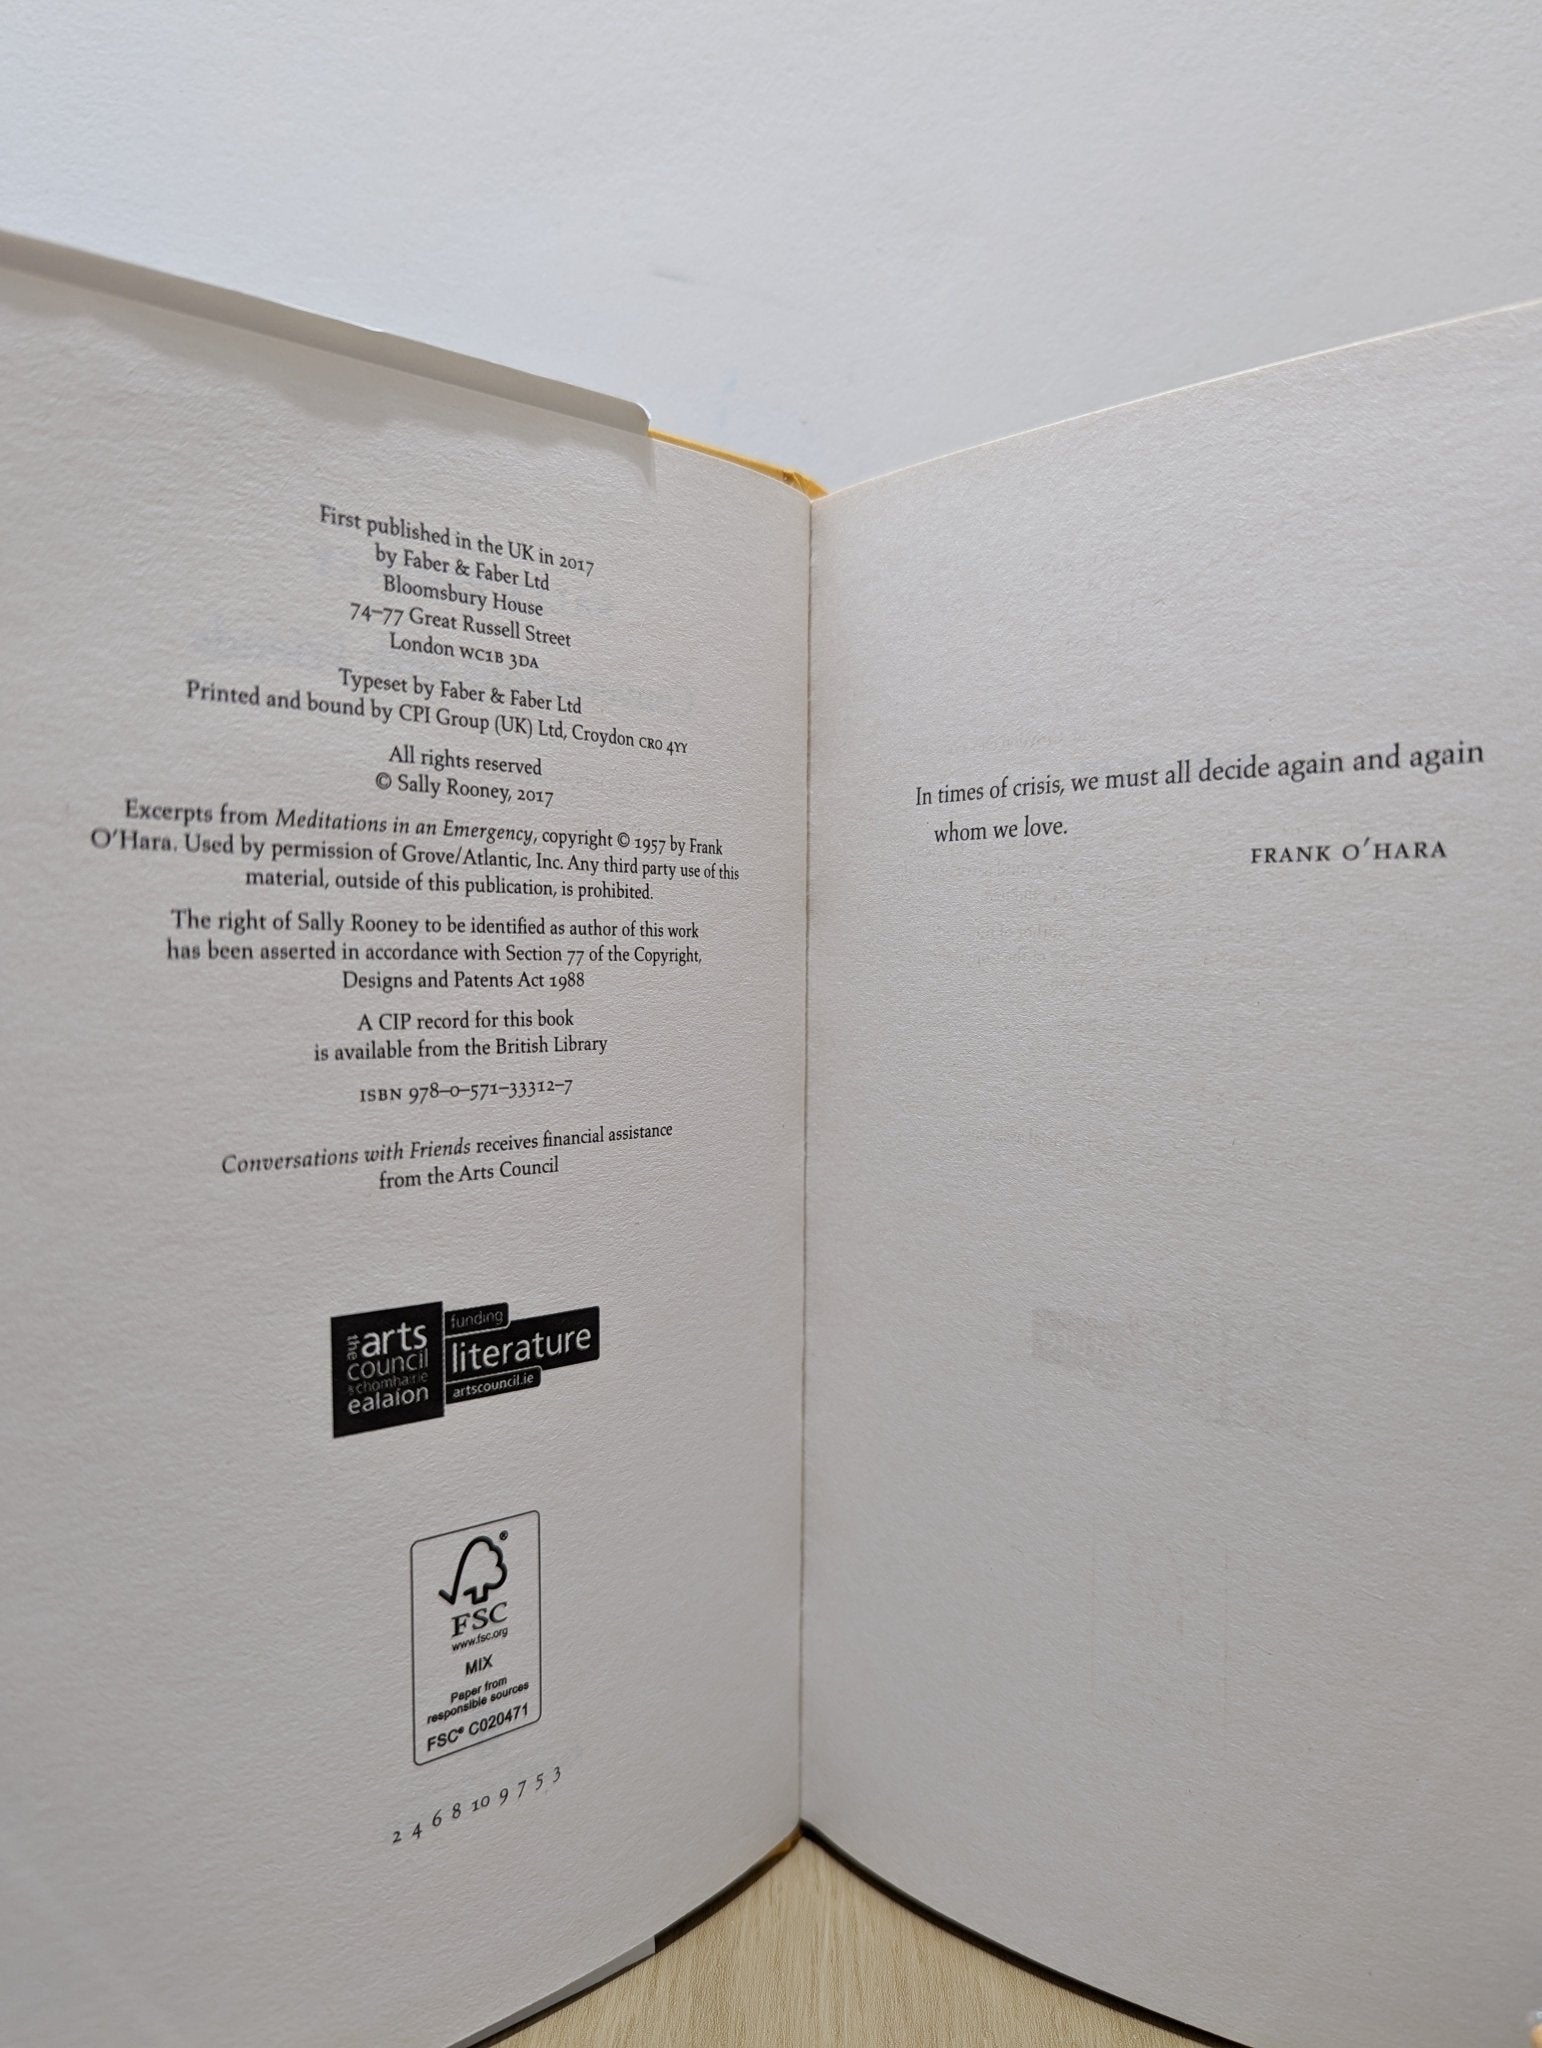 First published in the UK in 2017
by Faber & Faber Ltd
Bloomsbury House
74–77 Great Russell Street
London WC1B 3DA
Typeset by Faber & Faber Ltd
Printed and bound by CPI Group (UK) Ltd, Croydon CR0 4YY
All rights reserved
© Sally Rooney, 2017
Excerpts from Meditations in an Emergency, copyright © 1957 by Frank
O'Hara. Used by permission of Grove/Atlantic, Inc. Any third party use of this
material, outside of this publication, is prohibited.
The right of Sally Rooney to be identified as author of this work
has been asserted in accordance with Section 77 of the Copyright,
Designs and Patents Act 1988
A CIP record for this book
is available from the British Library
ISBN 978–0–571–33312–7
Conversations with Friends receives financial assistance
from the Arts Council
the arts
council
schomhairle
ealaíon
funding
literature
artscouncil.ie
®
FSC
www.fsc.org
MIX
Paper from
responsible sources
FSC® C020471
2 4 6 8 10 9 7 5 3
In times of crisis, we must all decide again and again
whom we love.
FRANK O'HARA